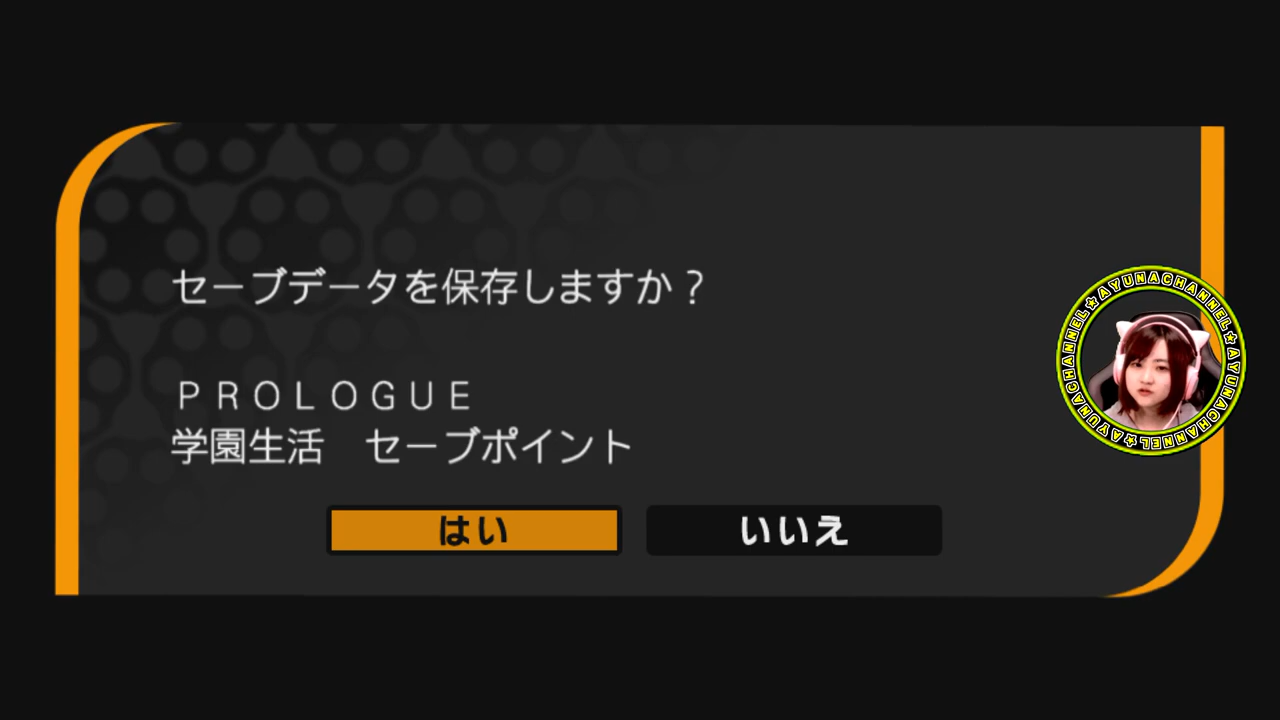 セーブデータを保存しますか？
ＰＲＯＬＯＧＵＥ
学園生活　セーブポイント
はい
いいえ
★AYUNACHANNEL★AYUNACHANNEL★AYUNACHANNEL